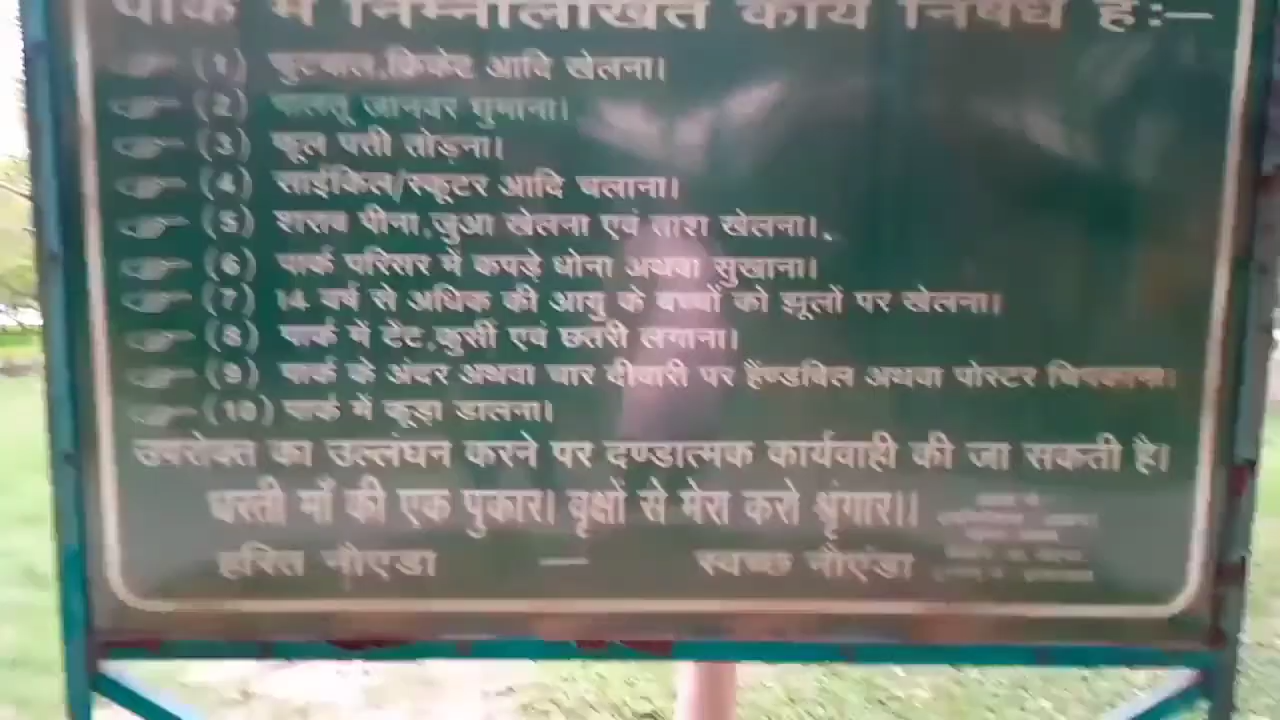 पार्क में निम्नलिखित कार्य निषेध हैं:—
(1) फुटबाल,क्रिकेट आदि खेलना।
(2) पालतू जानवर घुमाना।
(3) फूल पत्ती तोड़ना।
(4) साईकिल/स्कूटर आदि चलाना।
(5) शराब पीना,जुआ खेलना एवं ताश खेलना।
(6) पार्क परिसर में कपड़े धोना अथवा सुखाना।
(7) 14 वर्ष से अधिक की आयु के बच्चों को झूलों पर खेलना।
(8) पार्क में टेंट,कुर्सी एवं छतरी लगाना।
(9) पार्क के अंदर अथवा चार दीवारी पर हैण्डबिल अथवा पोस्टर चिपकाना।
(10) पार्क में कूड़ा डालना।
उपरोक्त का उल्लंघन करने पर दण्डात्मक कार्यवाही की जा सकती है।
धरती माँ की एक पुकार। वृक्षों से मेरा करो श्रृंगार।।
हरित नौएडा — स्वच्छ नौएंडा